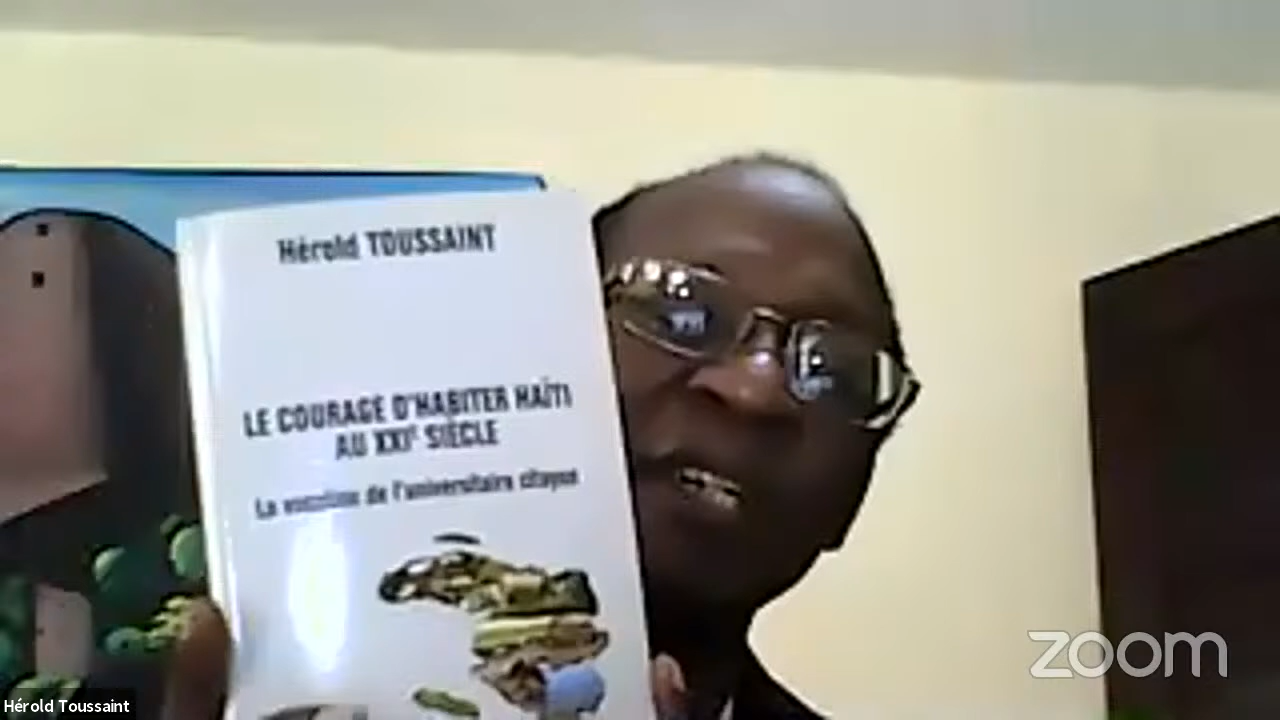 Hérold TOUSSAINT
LE COURAGE D'HABITER HAÏTI
AU XXIe SIÈCLE
La vocation de l'universitaire citoyen
zoom
Hérold Toussaint